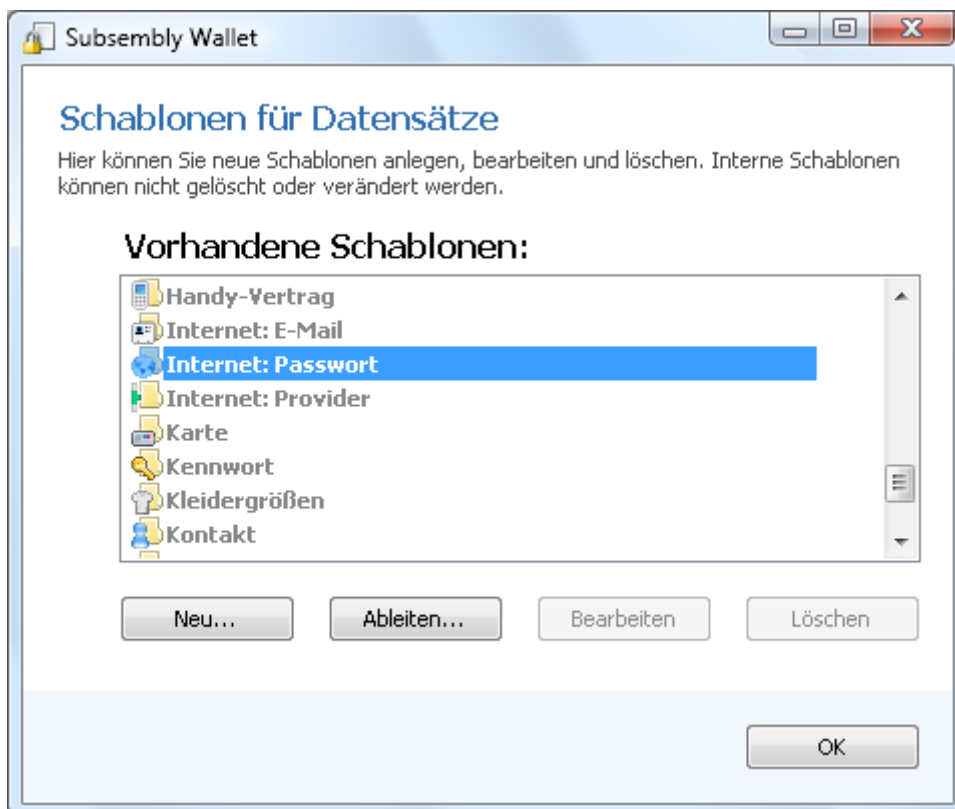 Subsembly Wallet
Schablonen für Datensätze
Hier können Sie neue Schablonen anlegen, bearbeiten und löschen. Interne Schablonen
können nicht gelöscht oder verändert werden.
Vorhandene Schablonen:
Handy-Vertrag
Internet: E-Mail
Internet: Passwort
Internet: Provider
Karte
Kennwort
Kleidergrößen
Kontakt
Neu... Ableiten... Bearbeiten Löschen
OK